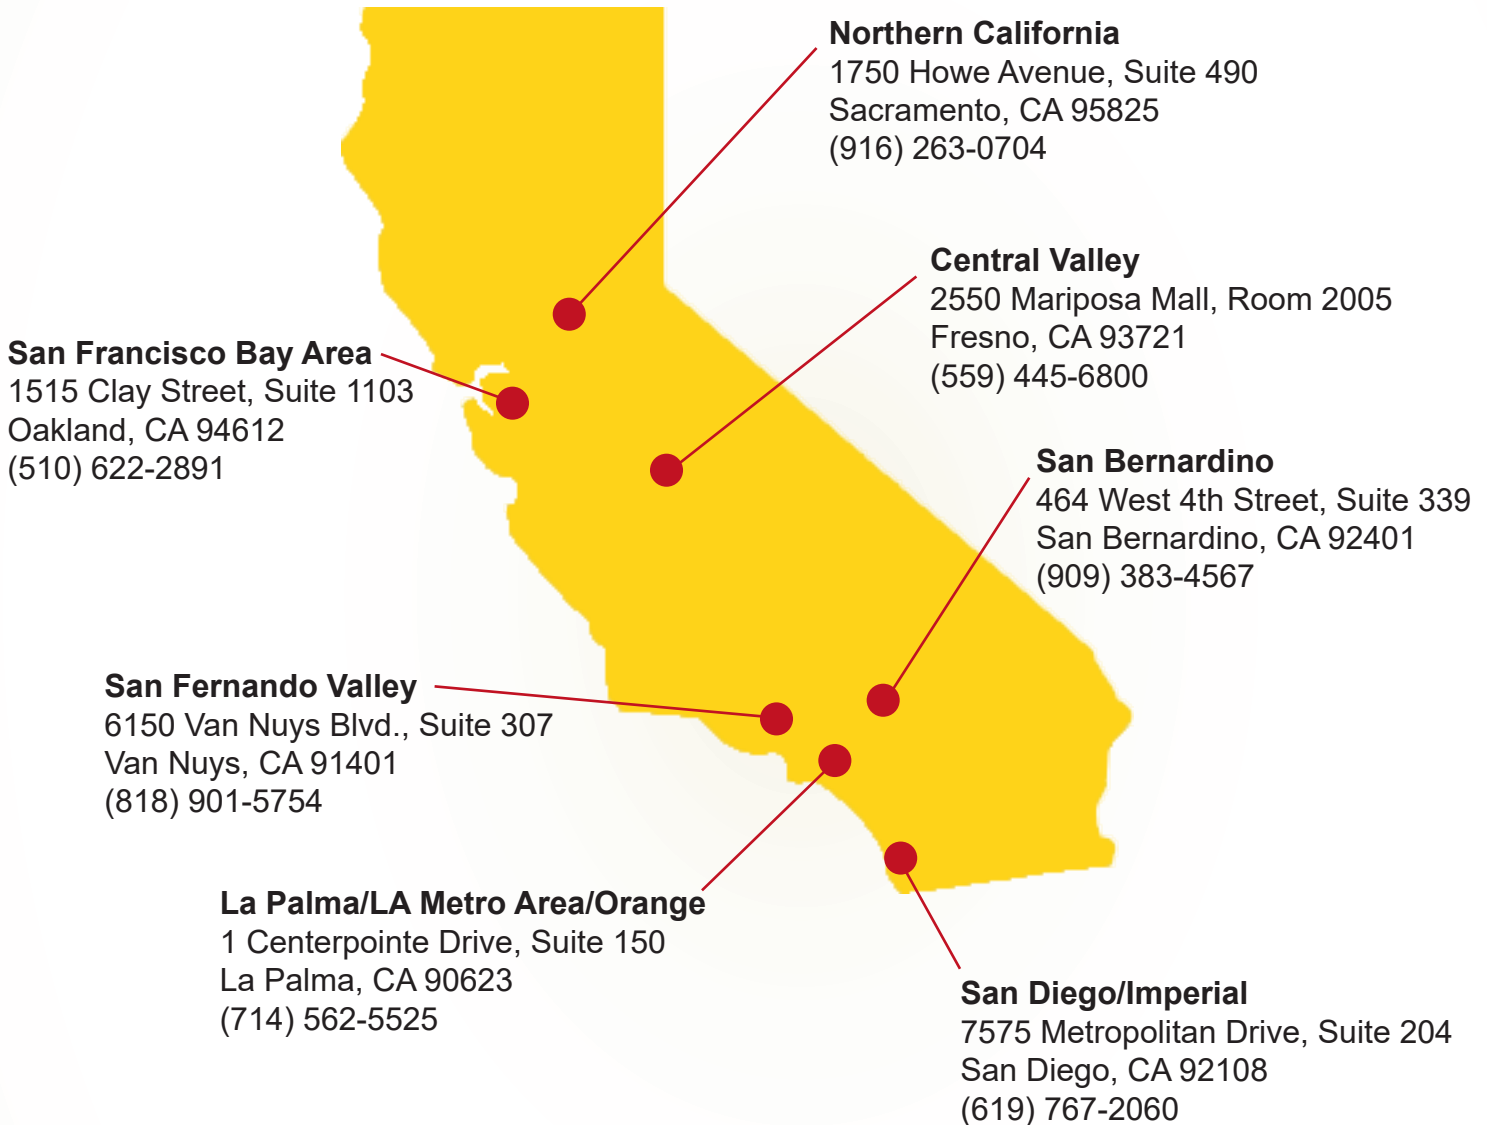 Northern California
1750 Howe Avenue, Suite 490
Sacramento, CA 95825
(916) 263-0704
Central Valley
2550 Mariposa Mall, Room 2005
Fresno, CA 93721
(559) 445-6800
San Francisco Bay Area
1515 Clay Street, Suite 1103
Oakland, CA 94612
(510) 622-2891
San Bernardino
464 West 4th Street, Suite 339
San Bernardino, CA 92401
(909) 383-4567
San Fernando Valley
6150 Van Nuys Blvd., Suite 307
Van Nuys, CA 91401
(818) 901-5754
La Palma/LA Metro Area/Orange
1 Centerpointe Drive, Suite 150
La Palma, CA 90623
(714) 562-5525
San Diego/Imperial
7575 Metropolitan Drive, Suite 204
San Diego, CA 92108
(619) 767-2060